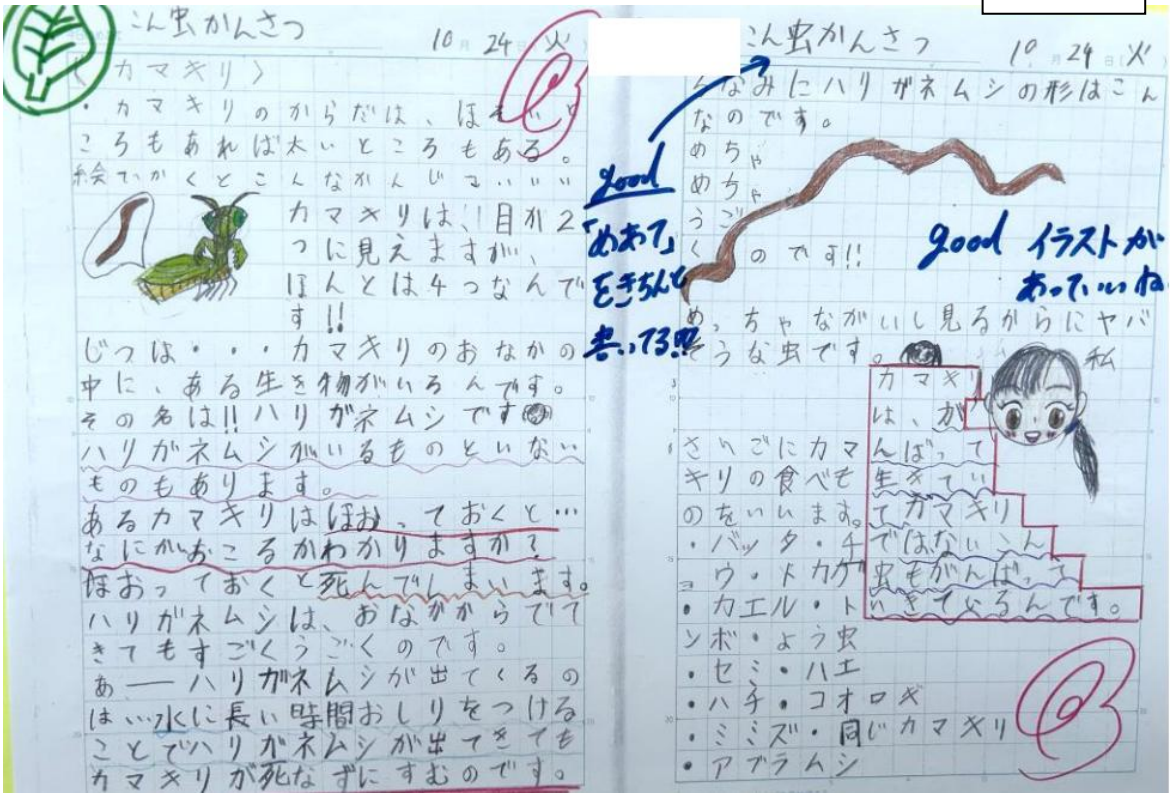 こん虫かんさつ
10月24日(火)
〈カマキリ〉
・カマキリのからだは、ほそいと
ころもあれば太いところもある。
絵でかくとこんなかんじで……
カマキリは、目が2
つに見えますが、
ほんとは4つなんで
す!!
じつは・・・カマキリのおなかの
中に、ある生き物がいるんです。
その名は!!ハリガネムシです
ハリガネムシがいるものといない
ものもあります。
あるカマキリはほおっておくと…
なにがおこるかわかりますか?
ほおっておくと死んでしまいます。
ハリガネムシは、おなかからでて
きてもすごくうごくのです。
あーハリガネムシが出てくるの
は…水に長い時間おしりをつける
ことでハリガネムシが出てきても
カマキリが死なずにすむのです。
good
「めあて」
をきちんと
書いてる!!!
こん虫かんさつ
10月24日(火)
なみにハリガネムシの形はこん
なのです。
めちゃ
めちゃ
うご
くのです!!
good イラストが
あっていいね
めっちゃながいし見るからにヤバ
そうな虫です。
私
カマキリ
は、が
んばって
生きてい
てカマキリ
ではないこん
虫もがんばって
いきているんです。
さいごにカマ
キリの食べも
のをいいます。
・バッタ・チ
ョウ・トカゲ
・カエル・ト
ンボ・よう虫
・セミ・ハエ
・ハチ・コオロギ
・ミミズ・同じカマキリ
・アブラムシ